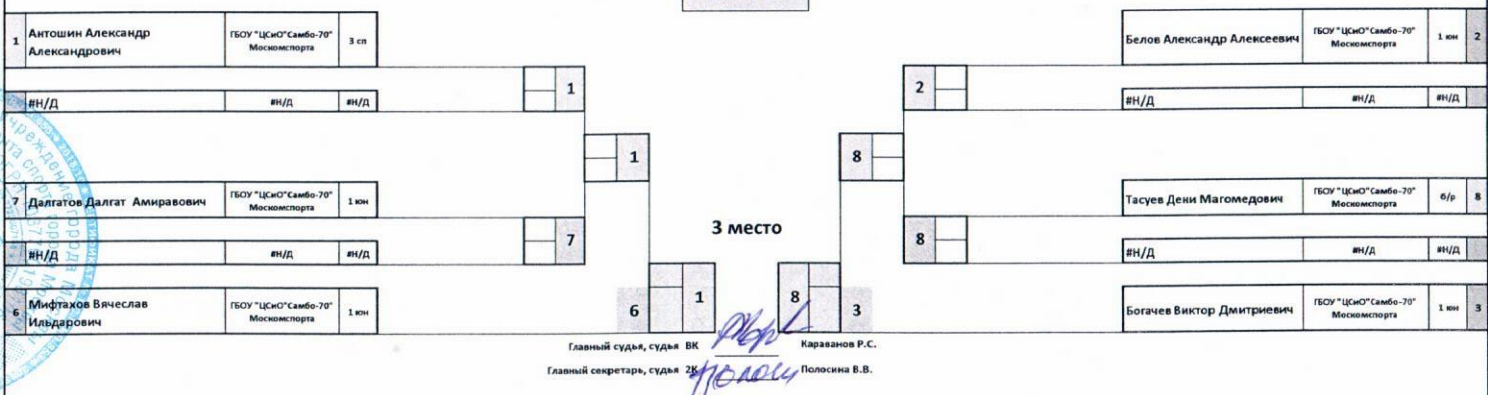 1 Антошин Александр Александрович ГБОУ "ЦСиО"Самбо-70" Москомспорта 3 сп
Белов Александр Алексеевич ГБОУ "ЦСиО"Самбо-70" Москомспорта 1 юн 2
1
2
#Н/Д #Н/Д #Н/Д
#Н/Д #Н/Д #Н/Д
1
8
7 Далгатов Далгат Амиравович ГБОУ "ЦСиО"Самбо-70" Москомспорта 1 юн
Тасуев Дени Магомедович ГБОУ "ЦСиО"Самбо-70" Москомспорта б/р 8
3 место
7
8
#Н/Д #Н/Д #Н/Д
#Н/Д #Н/Д #Н/Д
6 Мифтахов Вячеслав Ильдарович ГБОУ "ЦСиО"Самбо-70" Москомспорта 1 юн
6 1 8 3
Богачев Виктор Дмитриевич ГБОУ "ЦСиО"Самбо-70" Москомспорта 1 юн 3
Главный судья, судья ВК Караванов Р.С.
Главный секретарь, судья 2К Полосина В.В.